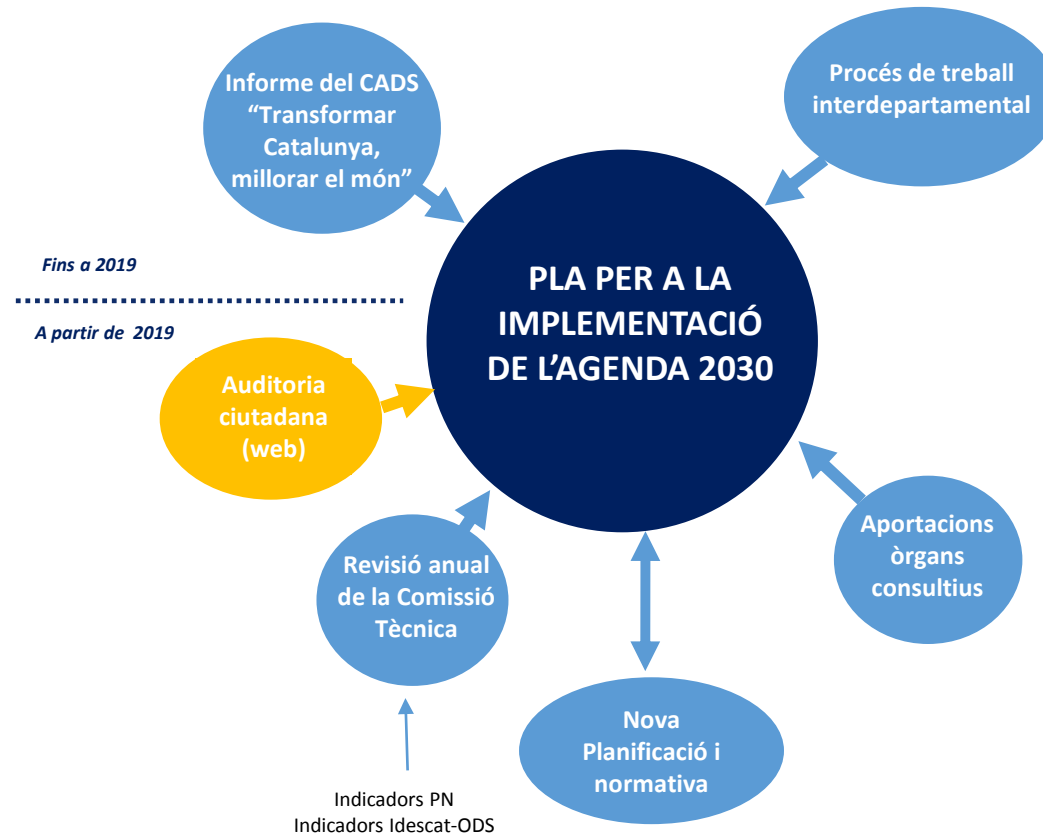 Informe del CADS
“Transformar
Catalunya,
millorar el món”
Procés de treball
interdepartamental
Fins a 2019
A partir de 2019
PLA PER A LA
IMPLEMENTACIÓ
DE L’AGENDA 2030
Auditoria
ciutadana
(web)
Revisió anual
de la Comissió
Tècnica
Aportacions
òrgans
consultius
Nova
Planificació i
normativa
Indicadors PN
Indicadors Idescat-ODS